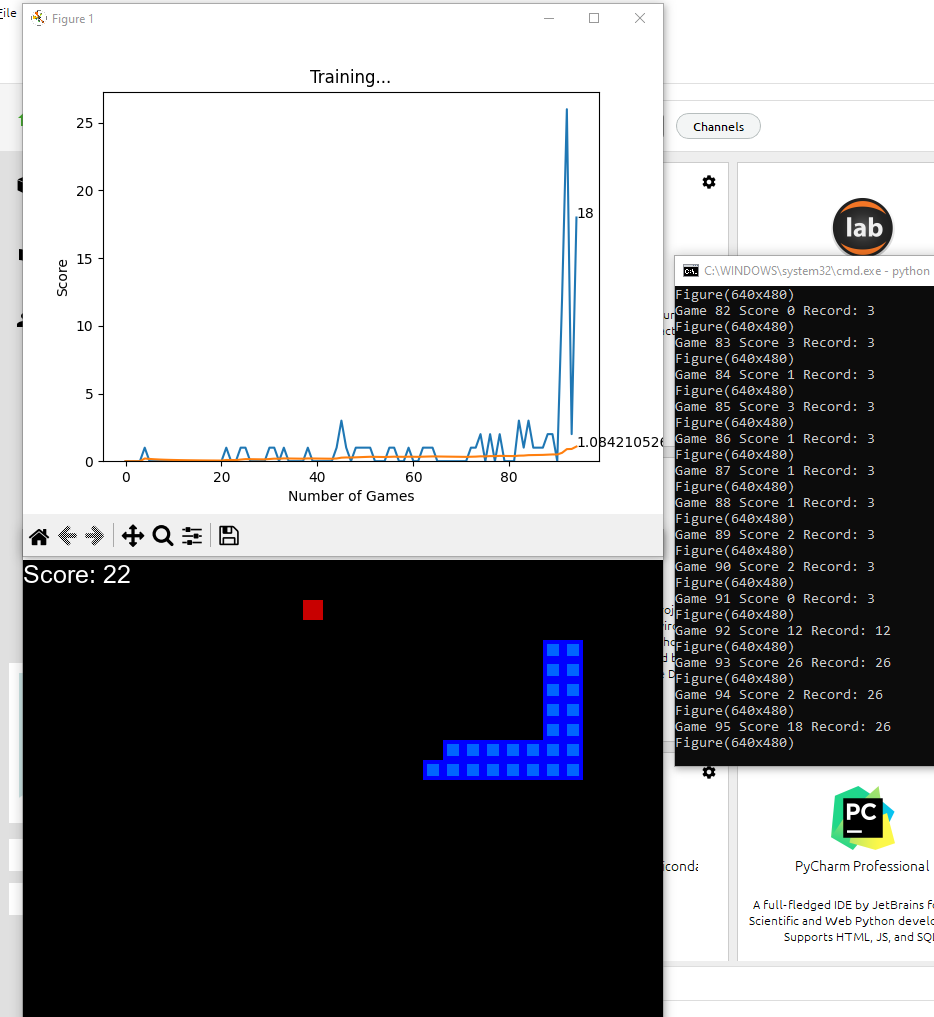 File
Figure 1
Training...
25
20
15
10
5
0
Score
18
1.084210526
0
20
40
60
80
Number of Games
Score: 22
Channels
lab
C:\WINDOWS\system32\cmd.exe - python
Figure(640x480)
Game 82 Score 0 Record: 3
Figure(640x480)
Game 83 Score 3 Record: 3
Figure(640x480)
Game 84 Score 1 Record: 3
Figure(640x480)
Game 85 Score 3 Record: 3
Figure(640x480)
Game 86 Score 1 Record: 3
Figure(640x480)
Game 87 Score 1 Record: 3
Figure(640x480)
Game 88 Score 1 Record: 3
Figure(640x480)
Game 89 Score 2 Record: 3
Figure(640x480)
Game 90 Score 2 Record: 3
Figure(640x480)
Game 91 Score 0 Record: 3
Figure(640x480)
Game 92 Score 12 Record: 12
Figure(640x480)
Game 93 Score 26 Record: 26
Figure(640x480)
Game 94 Score 2 Record: 26
Figure(640x480)
Game 95 Score 18 Record: 26
Figure(640x480)
PC
PyCharm Professional
A full-fledged IDE by JetBrains
Scientific and Web Python
Supports HTML, JS, and